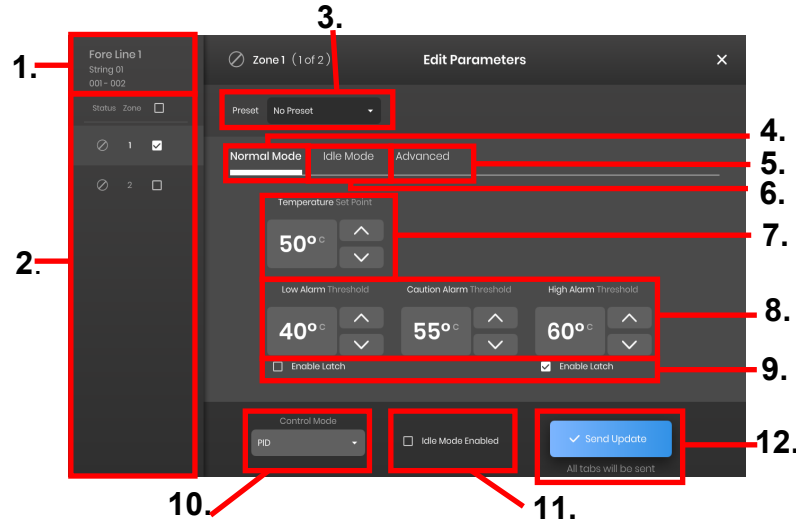 3.
1.
Fore Line 1
String 01
001 - 002
Zone 1 (1 of 2)
Edit Parameters
Status Zone
Preset No Preset
1
2
4.
Normal Mode Idle Mode Advanced
5.
6.
Temperature Set Point
7.
50° C
2.
Low Alarm Threshold Caution Alarm Threshold High Alarm Threshold
8.
40° C 55° C 60° C
Enable Latch Enable Latch
9.
Control Mode
PID
Idle Mode Enabled
Send Update
12.
All tabs will be sent
10.
11.